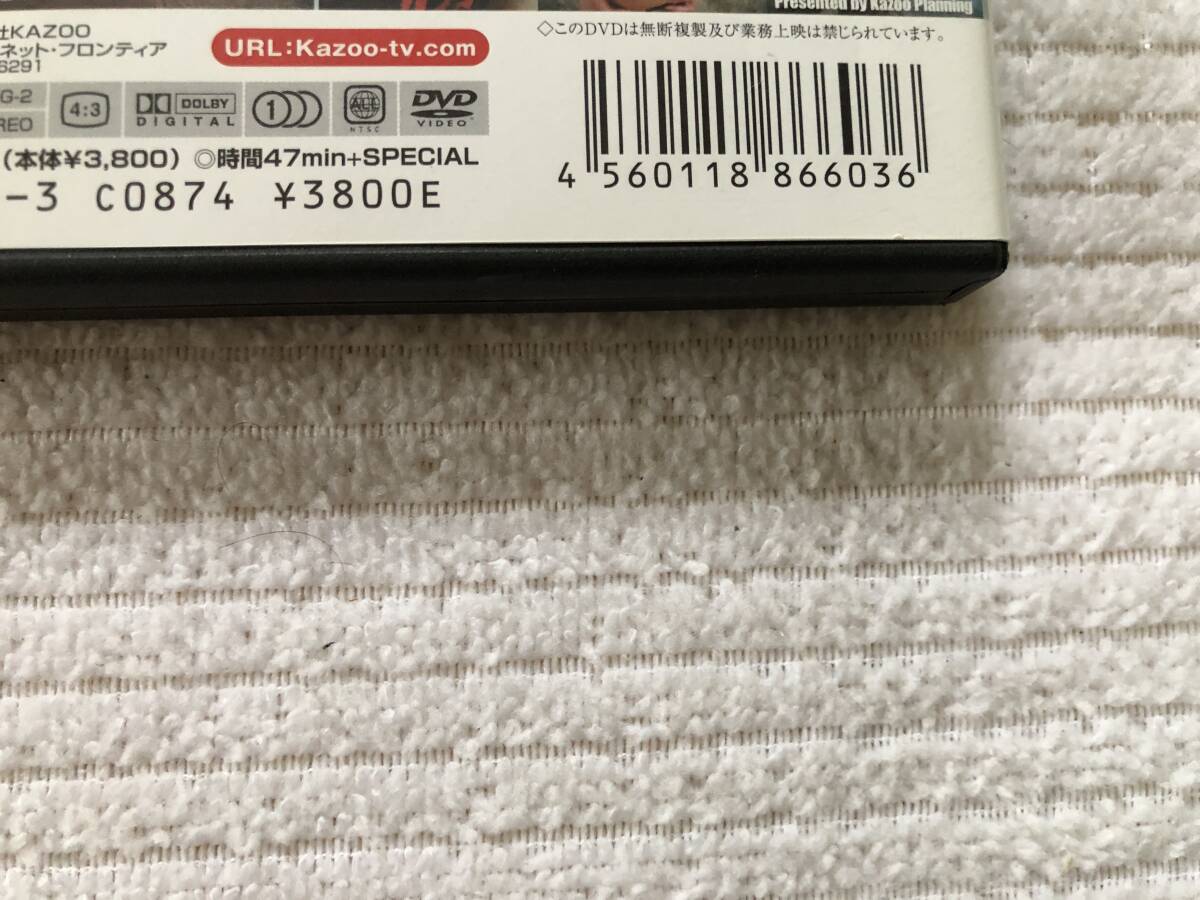 Presented by Kazoo Planning
社KAZOO
ネット・フロンティア
6291
URL:Kazoo-tv.com
◇このDVDは無断複製及び業務上映は禁じられています。
G-2
REO
4:3
DOLBY
DIGITAL
1
ALL
NTSC
DVD
VIDEO
(本体¥3,800) ◎時間47min+SPECIAL
-3 C0874 ¥3800E
4 560118 866036